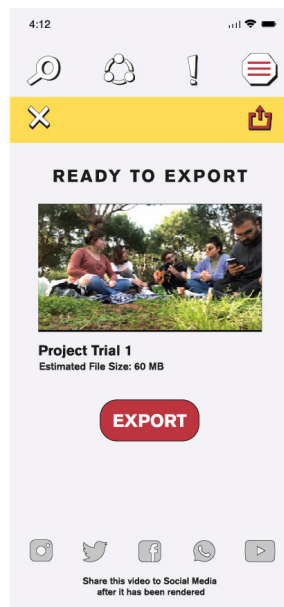 4:12
READY TO EXPORT
Project Trial 1
Estimated File Size: 60 MB
EXPORT
Share this video to Social Media
after it has been rendered